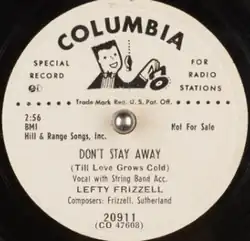 COLUMBIA
SPECIAL RECORD
FOR RADIO STATIONS
Trade Mark Reg. U.S. Pat. Off.
2:56
BMI
Hill & Range Songs, Inc.
Not For Sale
DON'T STAY AWAY
(Till Love Grows Cold)
Vocal with String Band Acc.
LEFTY FRIZZELL
Composers: Frizzell, Sutherland
20911
(CO 47608)